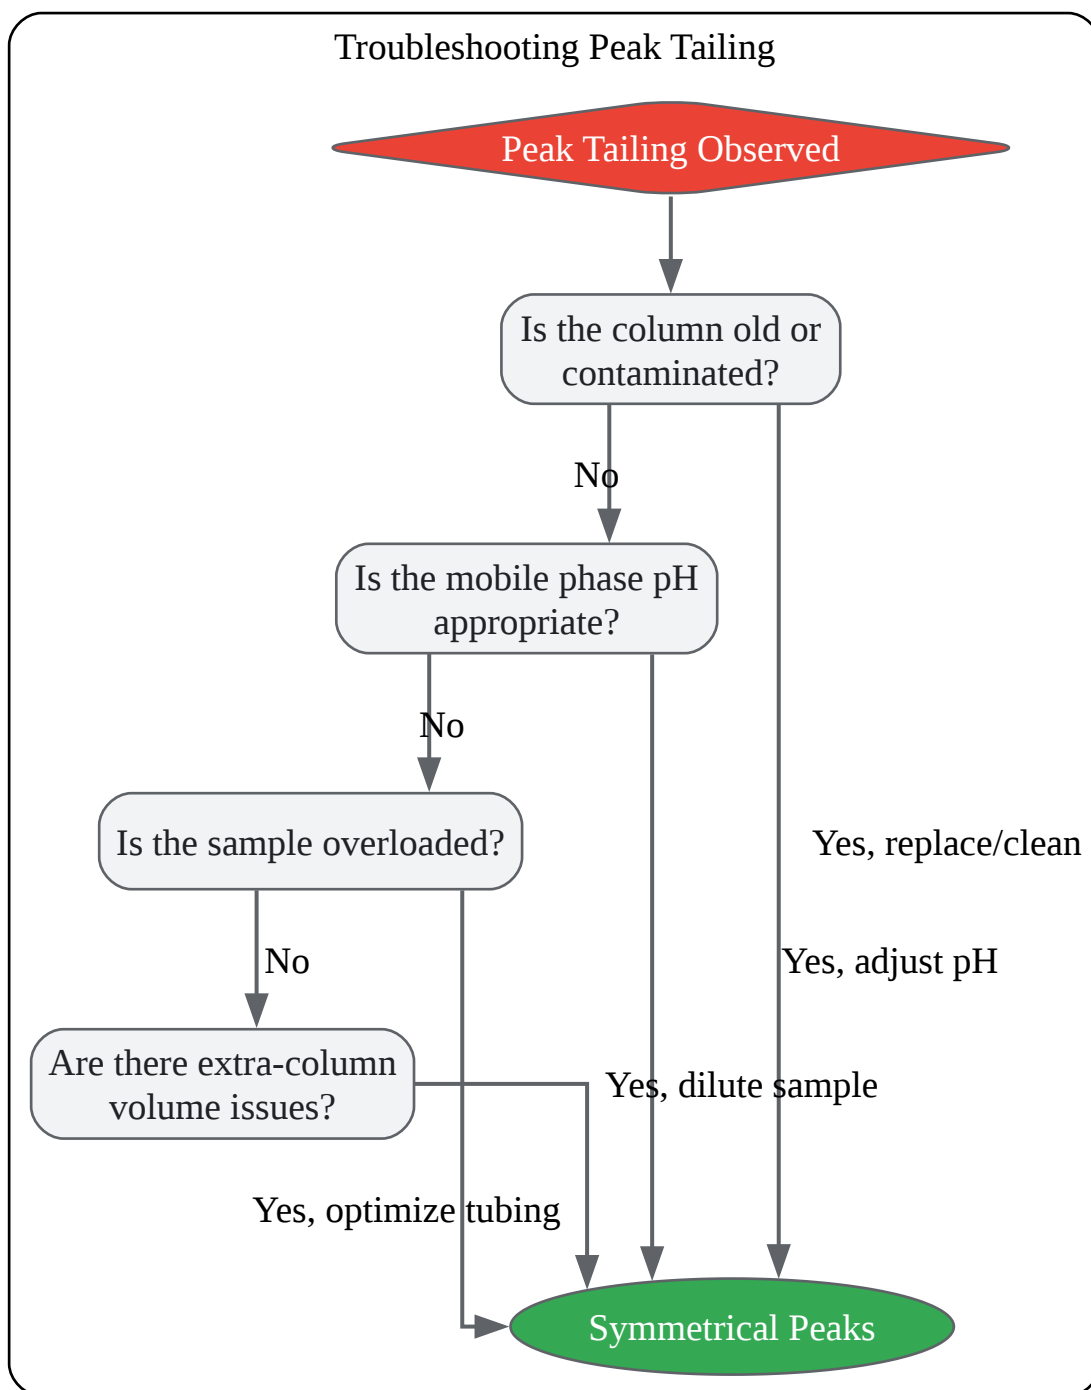 Troubleshooting Peak Tailing
Peak Tailing Observed
Is the column old or
contaminated?
No
Is the mobile phase pH
appropriate?
No
Is the sample overloaded?
Yes, replace/clean
No
Yes, adjust pH
Are there extra-column
volume issues?
Yes, dilute sample
Yes, optimize tubing
Symmetrical Peaks